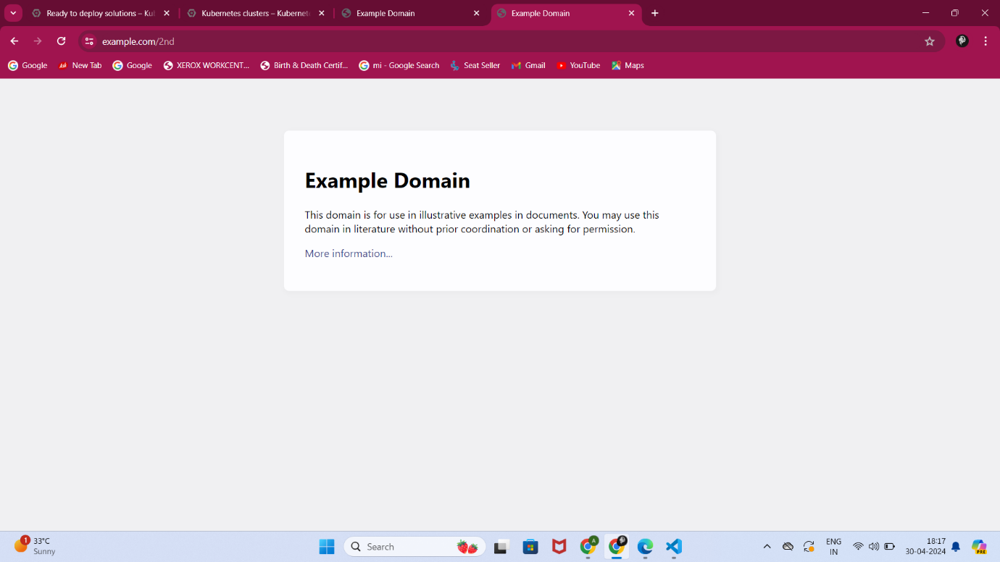 Ready to deploy solutions – Ku
Kubernetes clusters – Kubernet
Example Domain
Example Domain
example.com/2nd
Google
New Tab
Google
XEROX WORKCENT...
Birth & Death Certif...
mi - Google Search
Seat Seller
Gmail
YouTube
Maps
Example Domain
This domain is for use in illustrative examples in documents. You may use this
domain in literature without prior coordination or asking for permission.
More information...
1
33°C
Sunny
Search
A
ENG
IN
18:17
30-04-2024
PRE